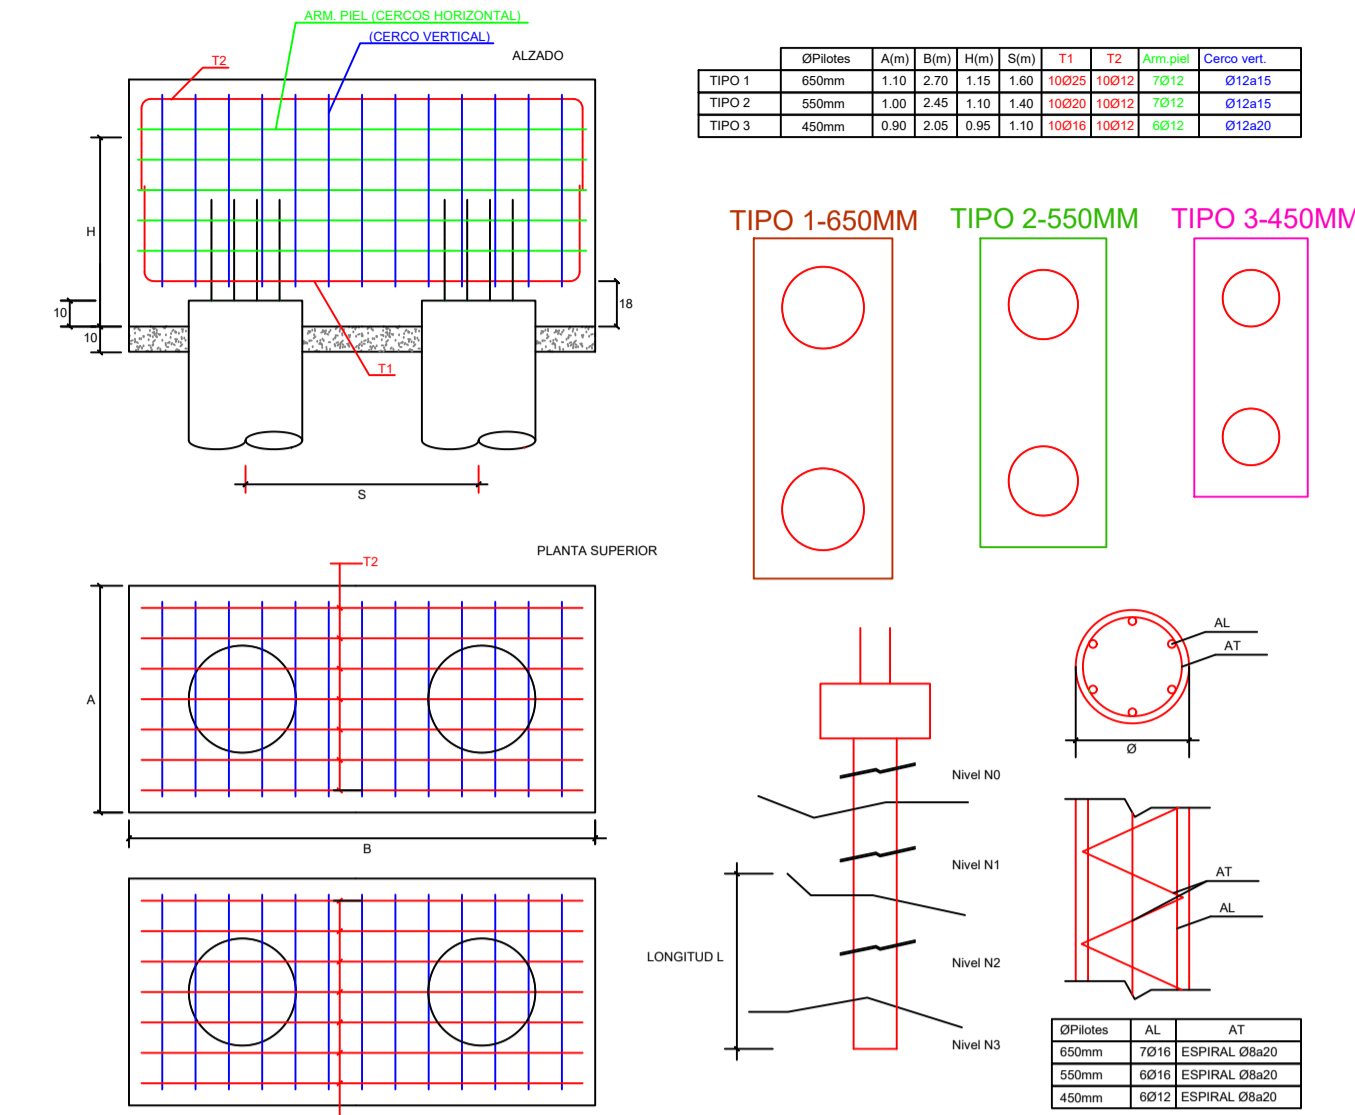 ARM. PIEL (CERCOS HORIZONTAL)
(CERCO VERTICAL)
ALZADO
T2
H
10
10
18
T1
S
ØPilotes A(m) B(m) H(m) S(m) T1 T2 Arm.piel Cerco vert.
TIPO 1 650mm 1.10 2.70 1.15 1.60 10Ø25 10Ø12 7Ø12 Ø12a15
TIPO 2 550mm 1.00 2.45 1.10 1.40 10Ø20 10Ø12 7Ø12 Ø12a15
TIPO 3 450mm 0.90 2.05 0.95 1.10 10Ø16 10Ø12 6Ø12 Ø12a20
TIPO 1-650MM
TIPO 2-550MM
TIPO 3-450MM
PLANTA SUPERIOR
T2
A
B
Nivel N0
Nivel N1
Nivel N2
Nivel N3
LONGITUD L
AL
AT
Ø
AT
AL
ØPilotes AL AT
650mm 7Ø16 ESPIRAL Ø8a20
550mm 6Ø16 ESPIRAL Ø8a20
450mm 6Ø12 ESPIRAL Ø8a20